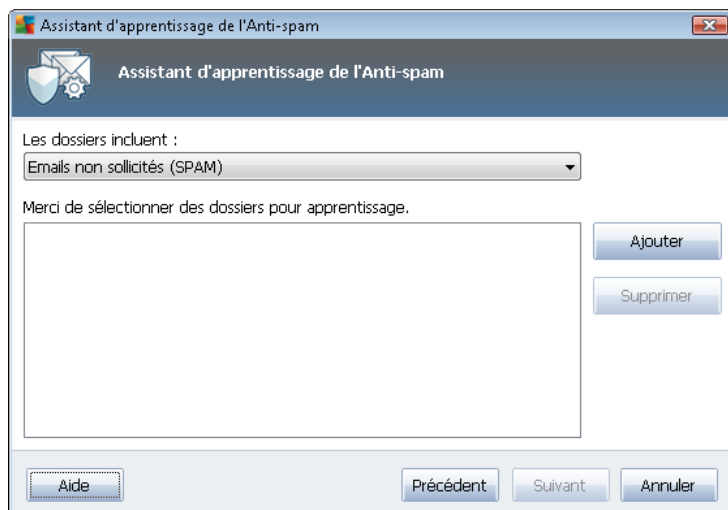 Assistant d'apprentissage de l'Anti-spam
Assistant d'apprentissage de l'Anti-spam
Les dossiers incluent :
Emails non sollicités (SPAM)
Merci de sélectionner des dossiers pour apprentissage.
Ajouter
Supprimer
Aide
Précédent
Suivant
Annuler